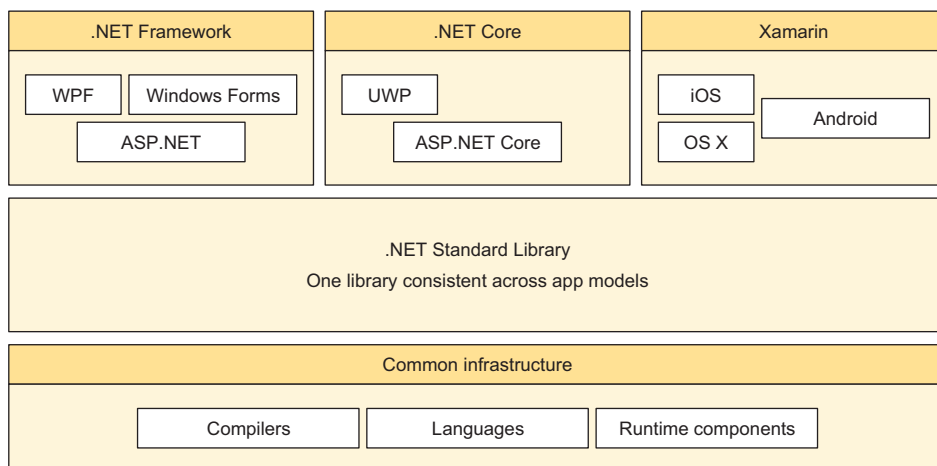 .NET Framework
.NET Core
Xamarin
WPF
Windows Forms
ASP.NET
UWP
ASP.NET Core
iOS
OS X
Android
.NET Standard Library
One library consistent across app models
Common infrastructure
Compilers
Languages
Runtime components